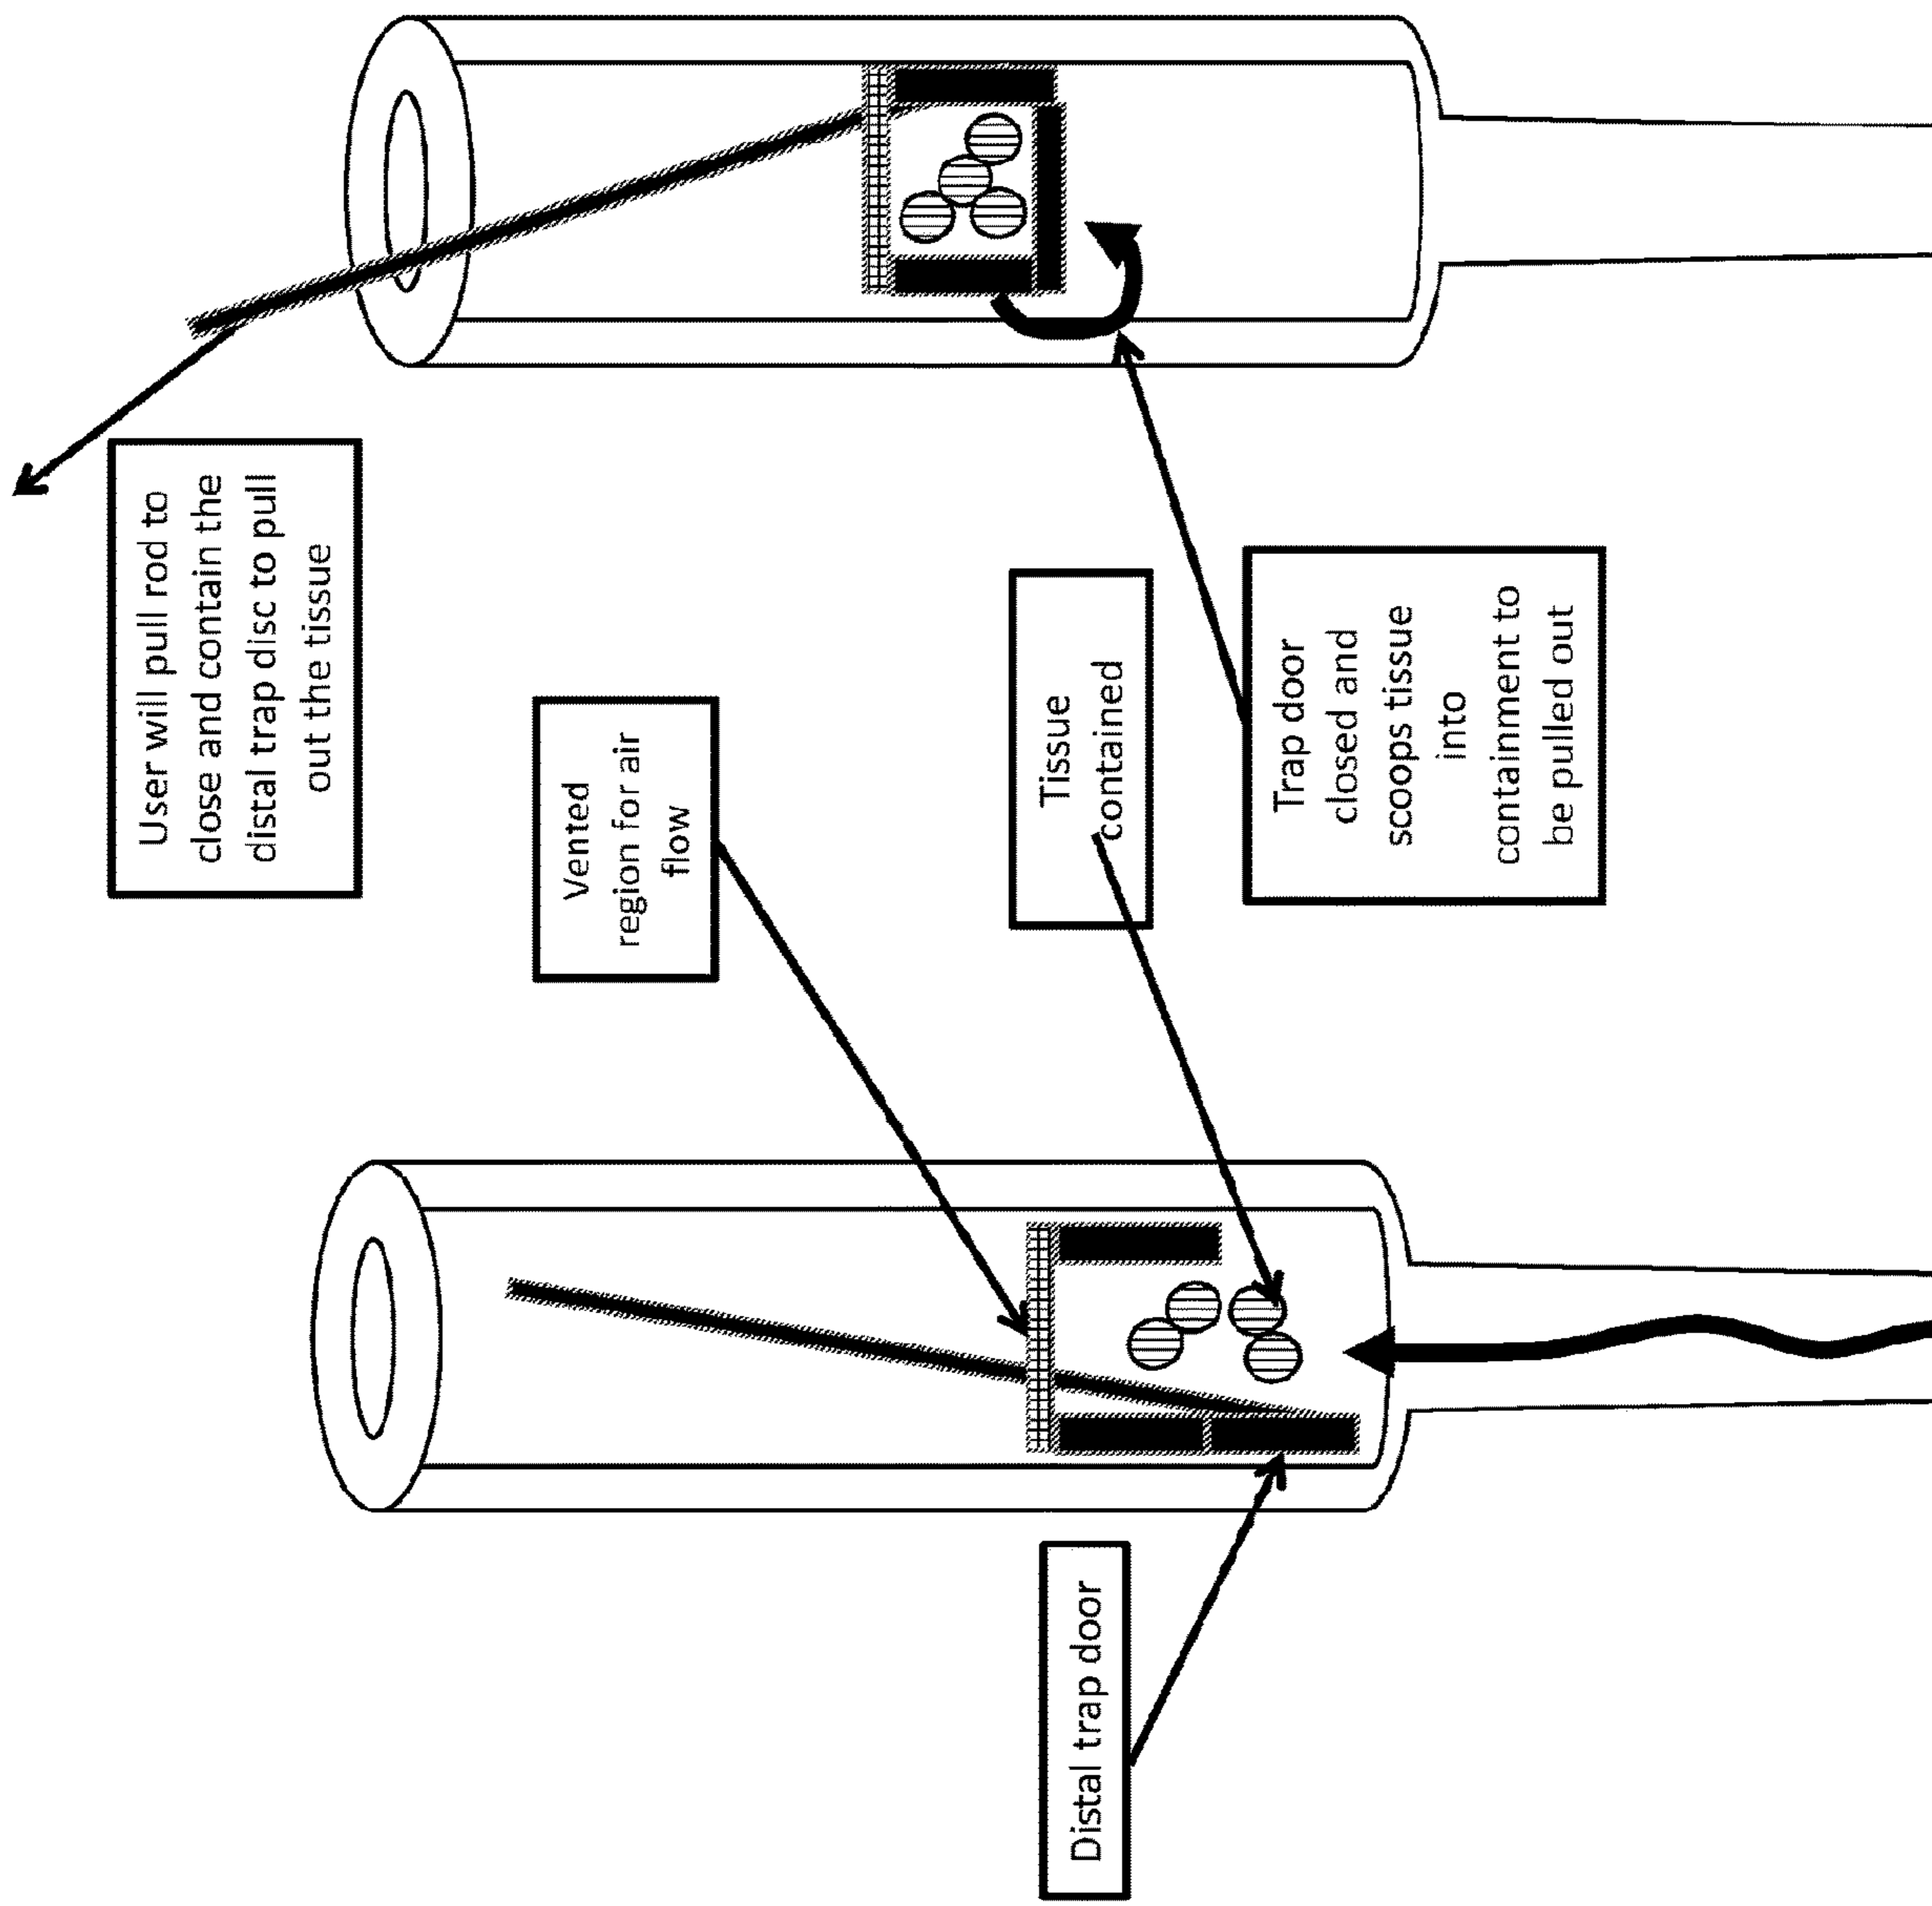 User will pull rod to
close and contain the
distal trap disc to pull
out the tissue
Vented
region for air
flow
Tissue
contained
Trap door
closed and
scoops tissue
into
containment to
be pulled out
Distal trap door